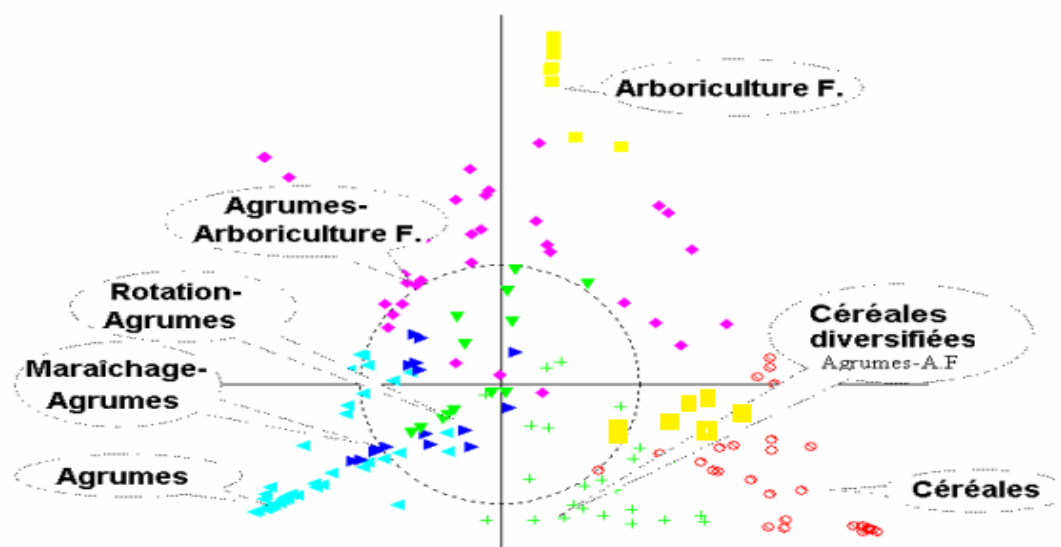 Arboriculture F.
Agrumes-
Arboriculture F.
Rotation-
Agrumes
Céréales
diversifiées
Agrumes-A.F
Maraîchage-
Agrumes
Agrumes
Céréales